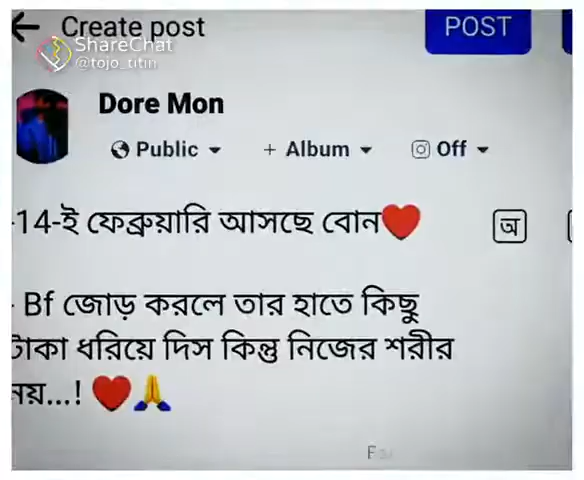 Create post
POST
ShareChat
@tojo_titin
Dore Mon
Public
+ Album
Off
-14-ই ফেব্রুয়ারি আসছে বোন❤️
অ
- Bf জোড় করলে তার হাতে কিছু
টাকা ধরিয়ে দিস কিন্তু নিজের শরীর
নয়...! ❤️🙏